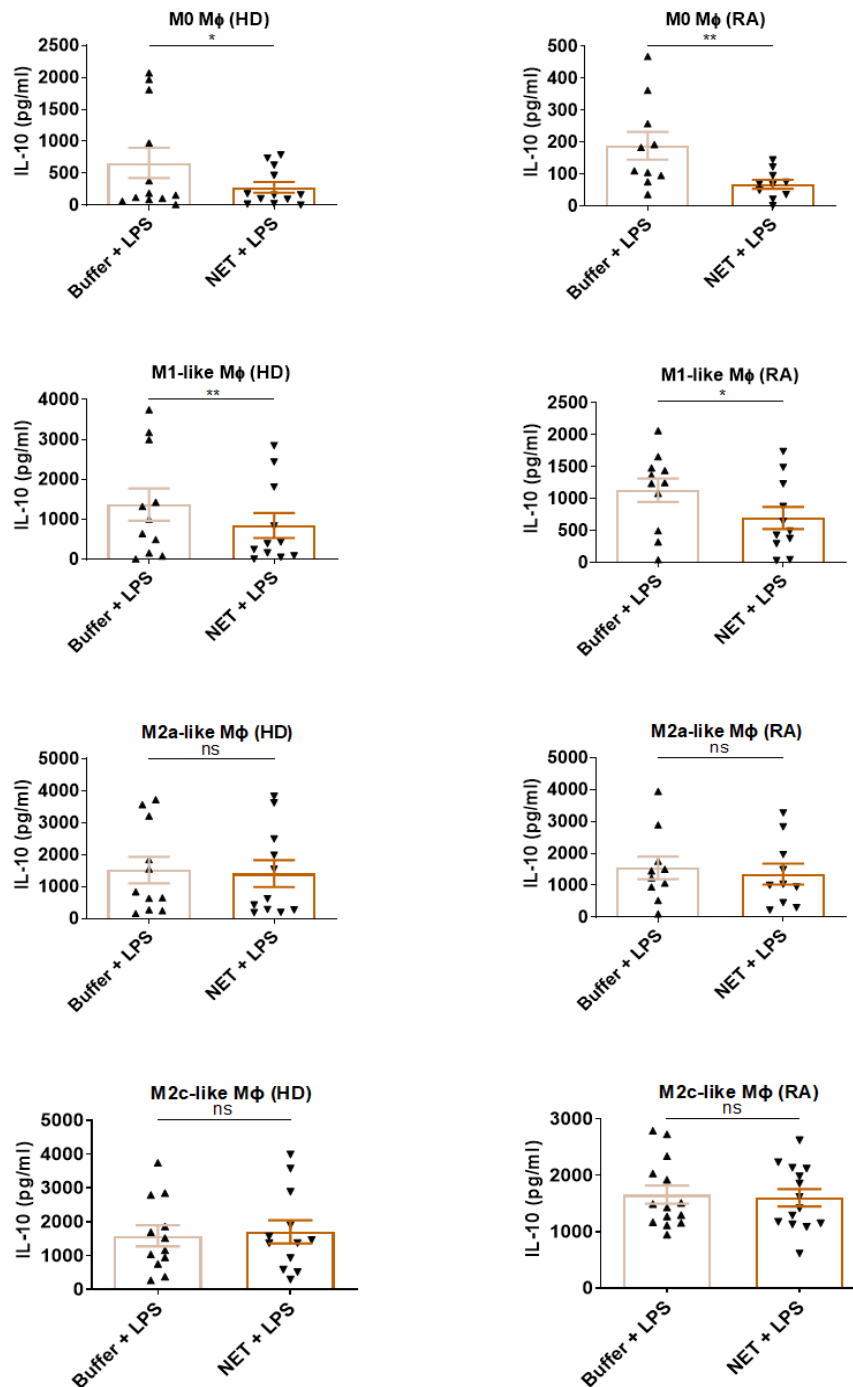 M0 Mϕ (HD)
*
2500
2000
1500
1000
500
0
IL-10 (pg/ml)
Buffer + LPS
NET + LPS
M0 Mϕ (RA)
**
500
400
300
200
100
0
IL-10 (pg/ml)
Buffer + LPS
NET + LPS
M1-like Mϕ (HD)
**
4000
3000
2000
1000
0
IL-10 (pg/ml)
Buffer + LPS
NET + LPS
M1-like Mϕ (RA)
*
2500
2000
1500
1000
500
0
IL-10 (pg/ml)
Buffer + LPS
NET + LPS
M2a-like Mϕ (HD)
ns
5000
4000
3000
2000
1000
0
IL-10 (pg/ml)
Buffer + LPS
NET + LPS
M2a-like Mϕ (RA)
ns
5000
4000
3000
2000
1000
0
IL-10 (pg/ml)
Buffer + LPS
NET + LPS
M2c-like Mϕ (HD)
ns
5000
4000
3000
2000
1000
0
IL-10 (pg/ml)
Buffer + LPS
NET + LPS
M2c-like Mϕ (RA)
ns
3000
2000
1000
0
IL-10 (pg/ml)
Buffer + LPS
NET + LPS